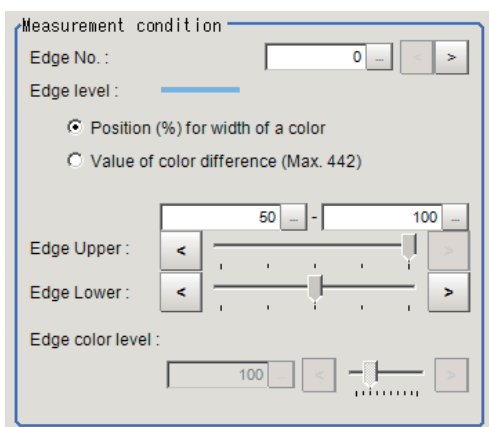 Measurement condition
Edge No. : 0 ... < >
Edge level :
Position (%) for width of a color
Value of color difference (Max. 442)
50 ... - 100 ...
Edge Upper : < >
Edge Lower : < >
Edge color level :
100 ... < >